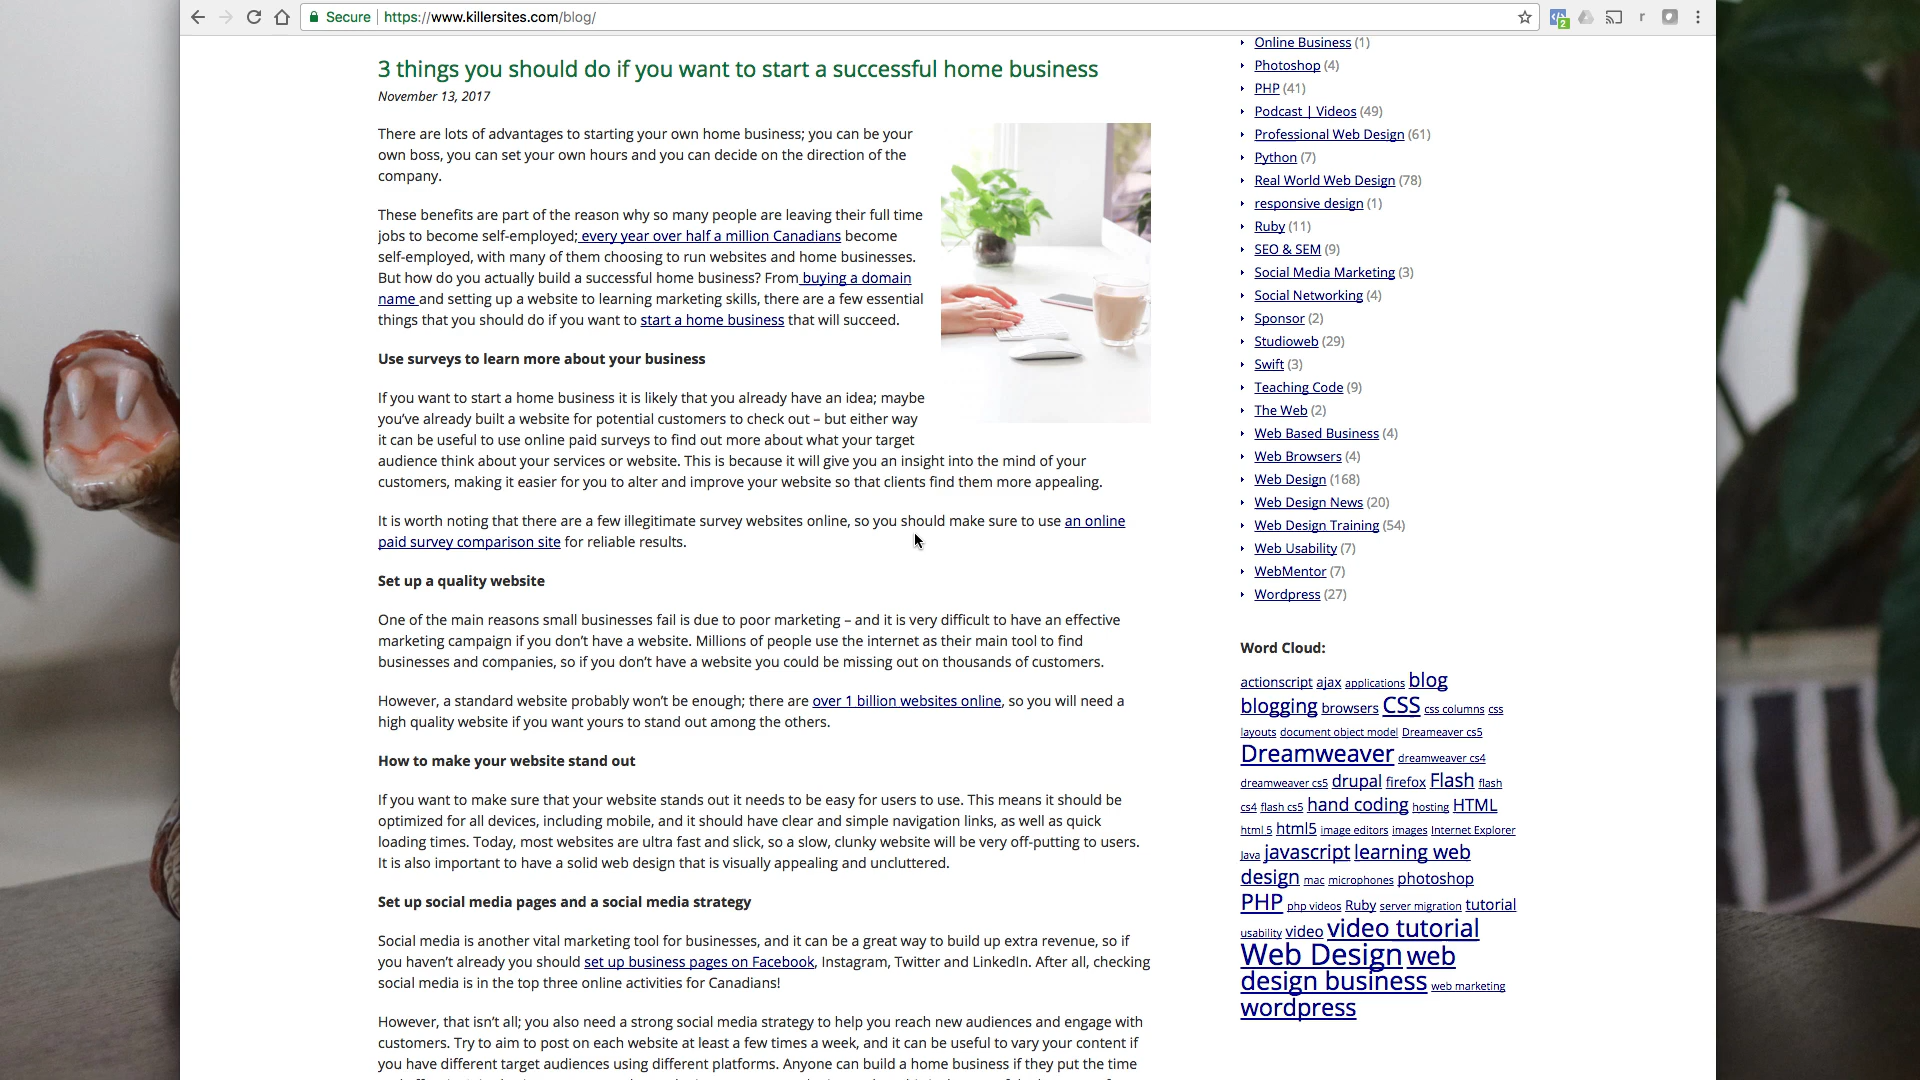 Secure https://www.killersites.com/blog/
2
r
3 things you should do if you want to start a successful home business
November 13, 2017
There are lots of advantages to starting your own home business; you can be your
own boss, you can set your own hours and you can decide on the direction of the
company.
These benefits are part of the reason why so many people are leaving their full time
jobs to become self-employed; every year over half a million Canadians become
self-employed, with many of them choosing to run websites and home businesses.
But how do you actually build a successful home business? From buying a domain
name and setting up a website to learning marketing skills, there are a few essential
things that you should do if you want to start a home business that will succeed.
Use surveys to learn more about your business
If you want to start a home business it is likely that you already have an idea; maybe
you’ve already built a website for potential customers to check out – but either way
it can be useful to use online paid surveys to find out more about what your target
audience think about your services or website. This is because it will give you an insight into the mind of your
customers, making it easier for you to alter and improve your website so that clients find them more appealing.
It is worth noting that there are a few illegitimate survey websites online, so you should make sure to use an online
paid survey comparison site for reliable results.
Set up a quality website
One of the main reasons small businesses fail is due to poor marketing – and it is very difficult to have an effective
marketing campaign if you don’t have a website. Millions of people use the internet as their main tool to find
businesses and companies, so if you don’t have a website you could be missing out on thousands of customers.
However, a standard website probably won’t be enough; there are over 1 billion websites online, so you will need a
high quality website if you want yours to stand out among the others.
How to make your website stand out
If you want to make sure that your website stands out it needs to be easy for users to use. This means it should be
optimized for all devices, including mobile, and it should have clear and simple navigation links, as well as quick
loading times. Today, most websites are ultra fast and slick, so a slow, clunky website will be very off-putting to users.
It is also important to have a solid web design that is visually appealing and uncluttered.
Set up social media pages and a social media strategy
Social media is another vital marketing tool for businesses, and it can be a great way to build up extra revenue, so if
you haven’t already you should set up business pages on Facebook, Instagram, Twitter and LinkedIn. After all, checking
social media is in the top three online activities for Canadians!
However, that isn’t all; you also need a strong social media strategy to help you reach new audiences and engage with
customers. Try to aim to post on each website at least a few times a week, and it can be useful to vary your content if
you have different target audiences using different platforms. Anyone can build a home business if they put the time
Online Business (1)
Photoshop (4)
PHP (41)
Podcast | Videos (49)
Professional Web Design (61)
Python (7)
Real World Web Design (78)
responsive design (1)
Ruby (11)
SEO & SEM (9)
Social Media Marketing (3)
Social Networking (4)
Sponsor (2)
Studioweb (29)
Swift (3)
Teaching Code (9)
The Web (2)
Web Based Business (4)
Web Browsers (4)
Web Design (168)
Web Design News (20)
Web Design Training (54)
Web Usability (7)
WebMentor (7)
Wordpress (27)
Word Cloud:
actionscript ajax applications blog
blogging browsers CSS css columns css
layouts document object model Dreameaver cs5
Dreamweaver dreamweaver cs4
dreamweaver cs5 drupal firefox Flash flash
cs4 flash cs5 hand coding hosting HTML
html 5 html5 image editors images Internet Explorer
Java javascript learning web
design mac microphones photoshop
PHP php videos Ruby server migration tutorial
usability video video tutorial
Web Design web
design business web marketing
wordpress